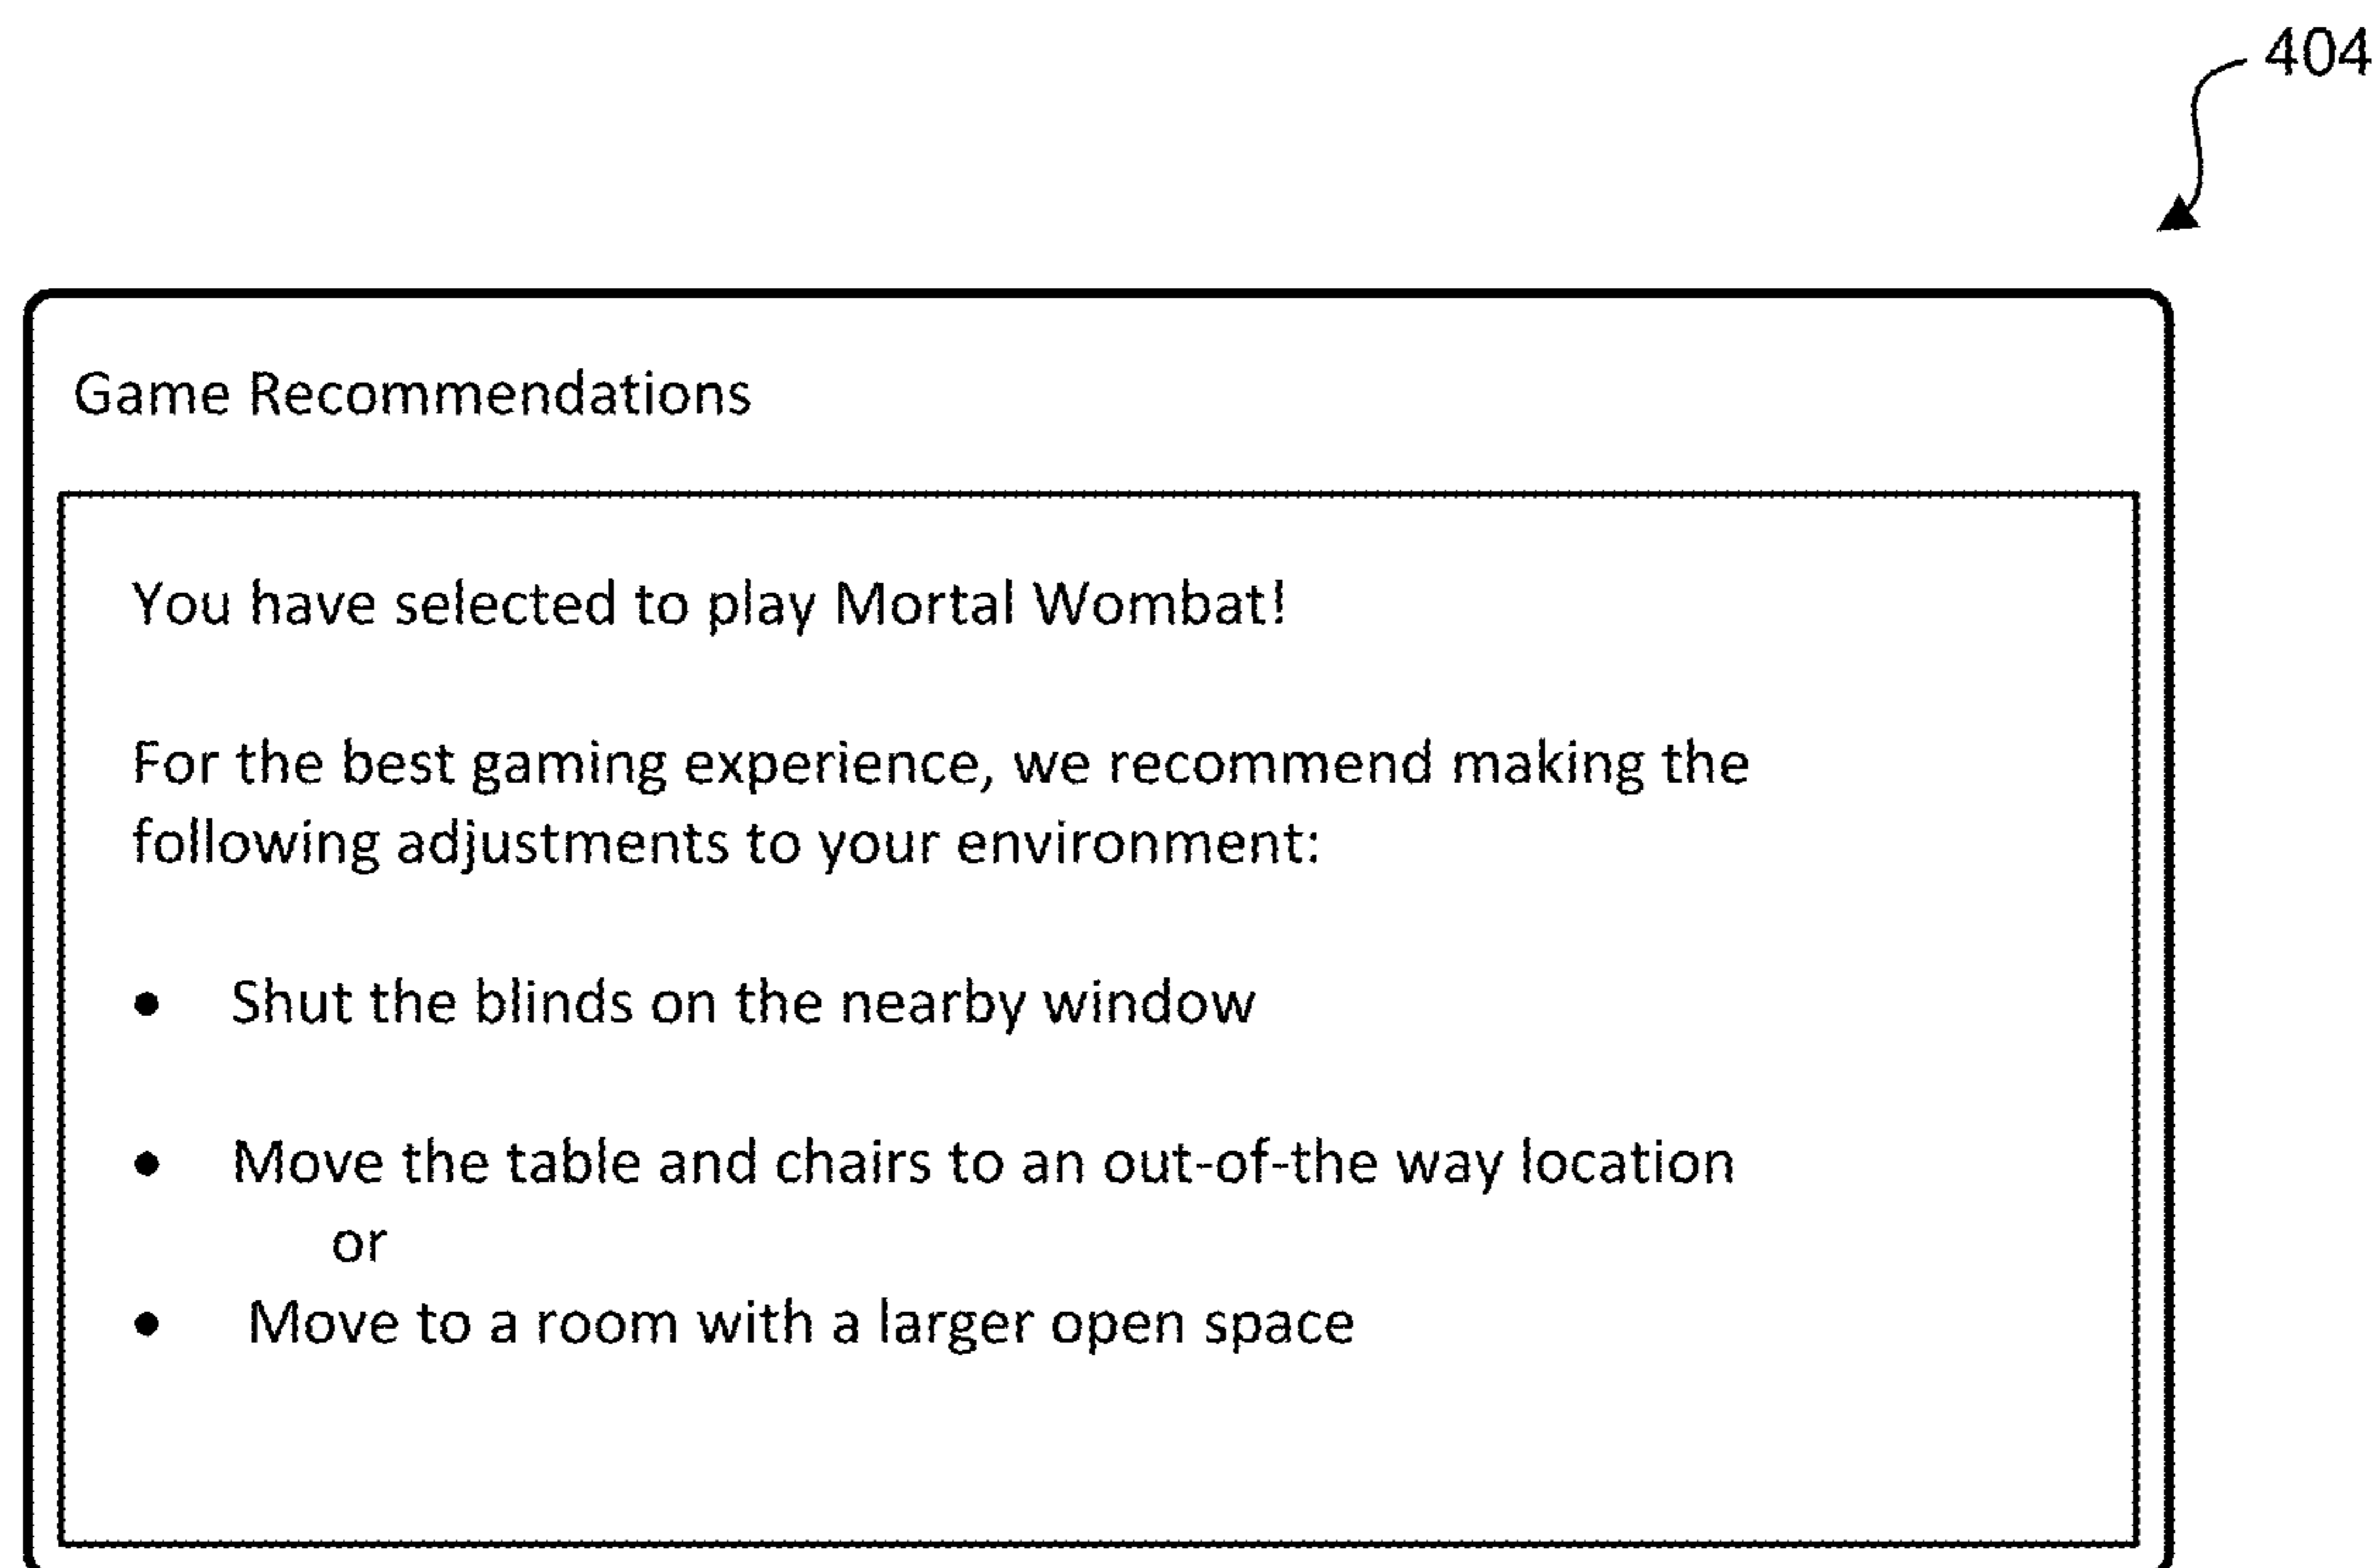 404
Game Recommendations
You have selected to play Mortal Wombat!
For the best gaming experience, we recommend making the
following adjustments to your environment:
• Shut the blinds on the nearby window
• Move the table and chairs to an out-of-the way location
or
• Move to a room with a larger open space